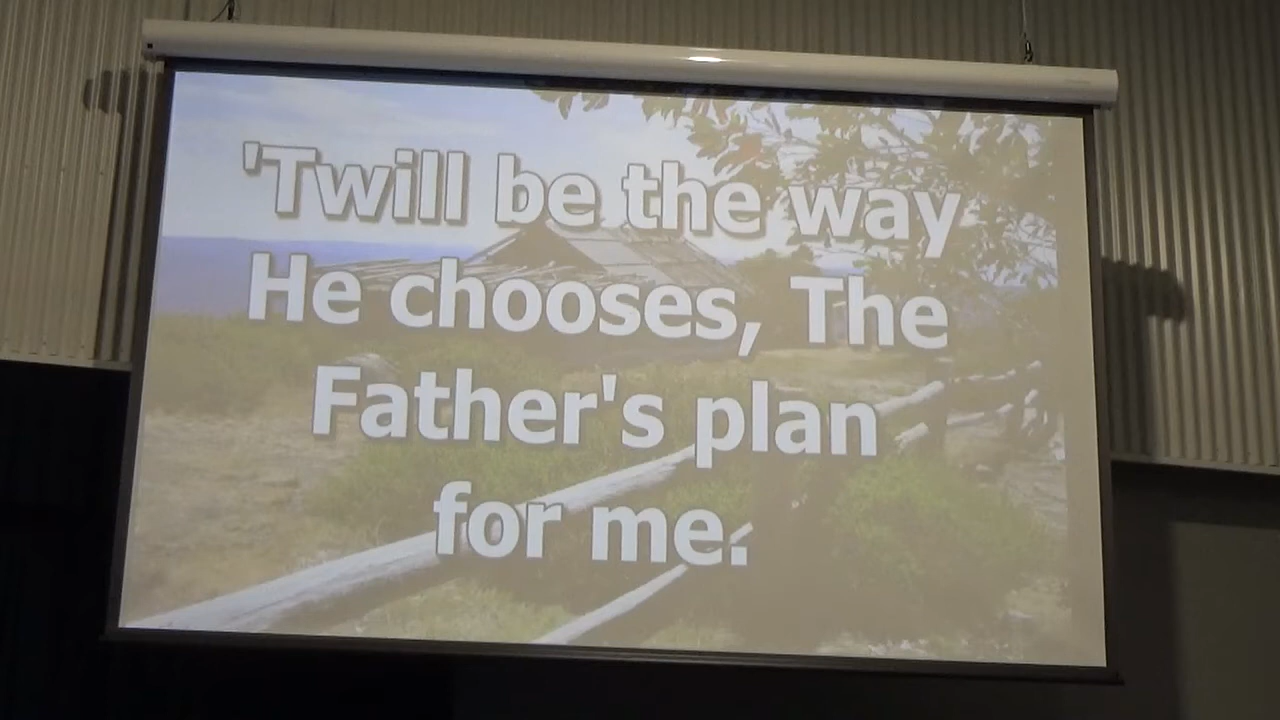 'Twill be the way
He chooses, The
Father's plan
for me.